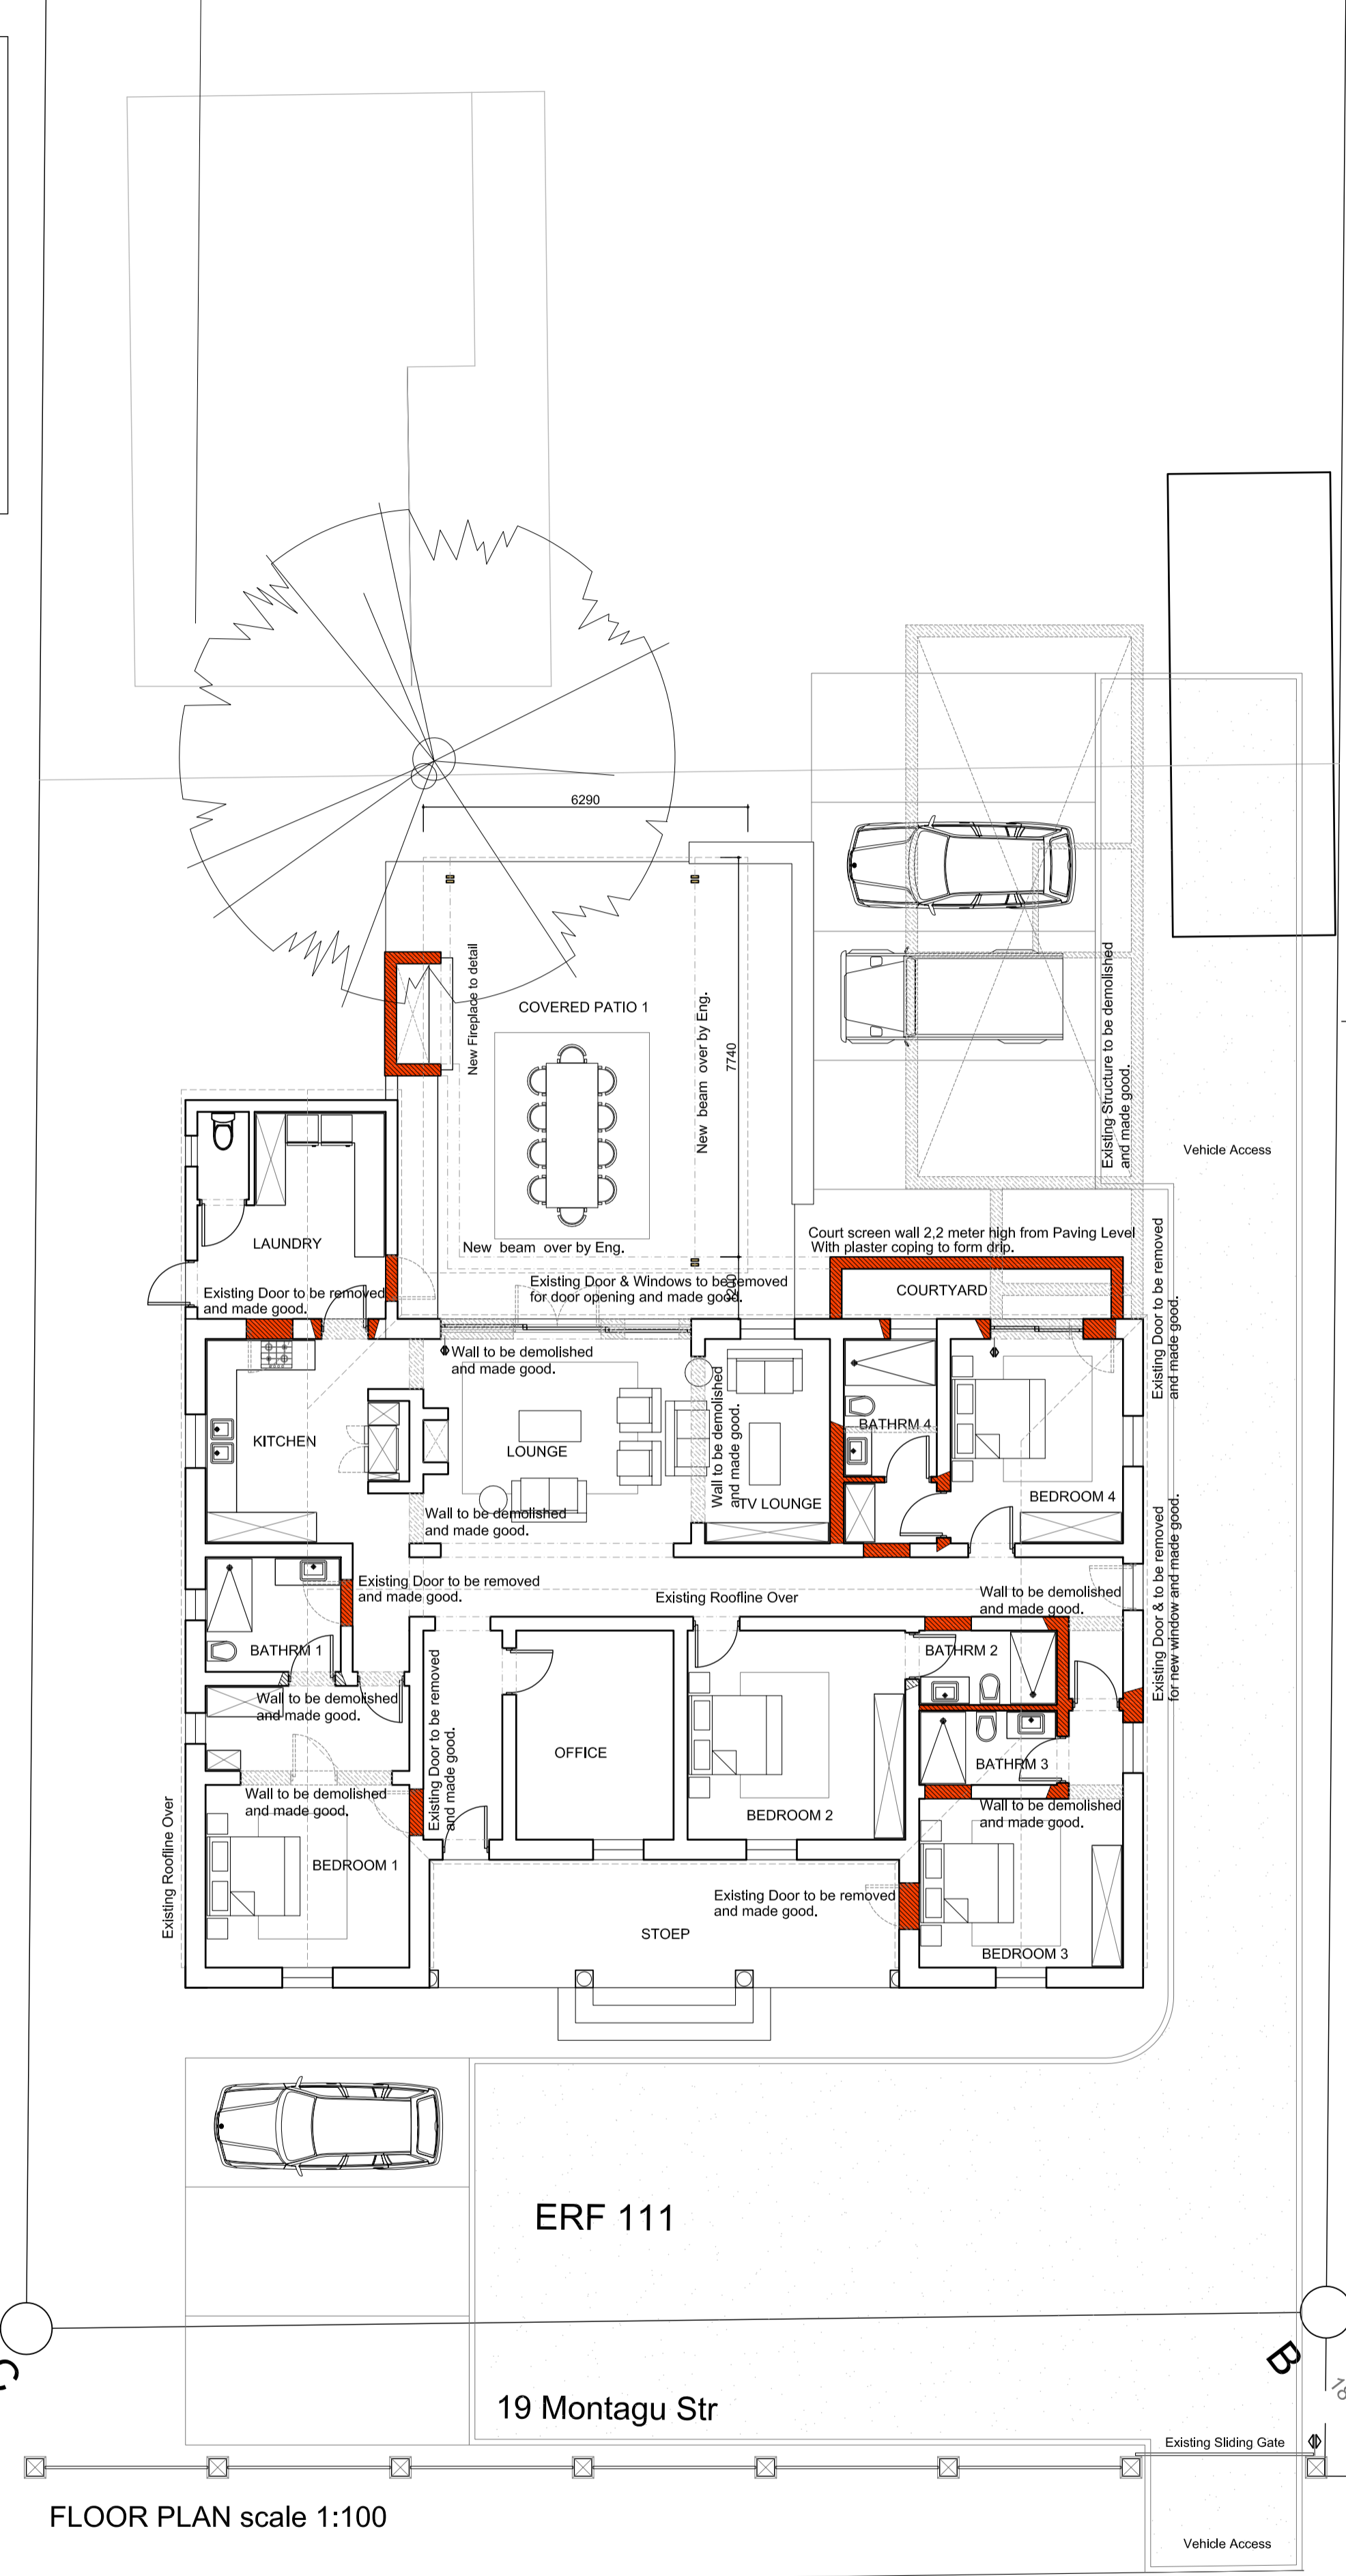 6290
New Fireplace to detail
COVERED PATIO 1
New beam over by Eng.
7740
Existing Structure to be demolished
and made good.
Vehicle Access
LAUNDRY
New beam over by Eng.
Court screen wall 2,2 meter high from Paving Level
With plaster coping to form drip.
Existing Door to be removed
and made good.
Existing Door to be removed
and made good.
Existing Door & Windows to be removed
for door opening and made good.
COURTYARD
Wall to be demolished
and made good.
Wall to be demolished
and made good.
KITCHEN
LOUNGE
BATHRM 4
TV LOUNGE
BEDROOM 4
Wall to be demolished
and made good.
Existing Door & to be removed
for new window and made good.
Existing Door to be removed
and made good.
Existing Roofline Over
Wall to be demolished
and made good.
BATHRM 1
BATHRM 2
Existing Door to be removed
and made good.
Wall to be demolished
and made good.
OFFICE
BATHRM 3
Wall to be demolished
and made good.
Wall to be demolished
and made good.
BEDROOM 2
Existing Roofline Over
BEDROOM 1
Existing Door to be removed
and made good.
STOEP
BEDROOM 3
ERF 111
C
B
19 Montagu Str
Existing Sliding Gate
FLOOR PLAN scale 1:100
Vehicle Access